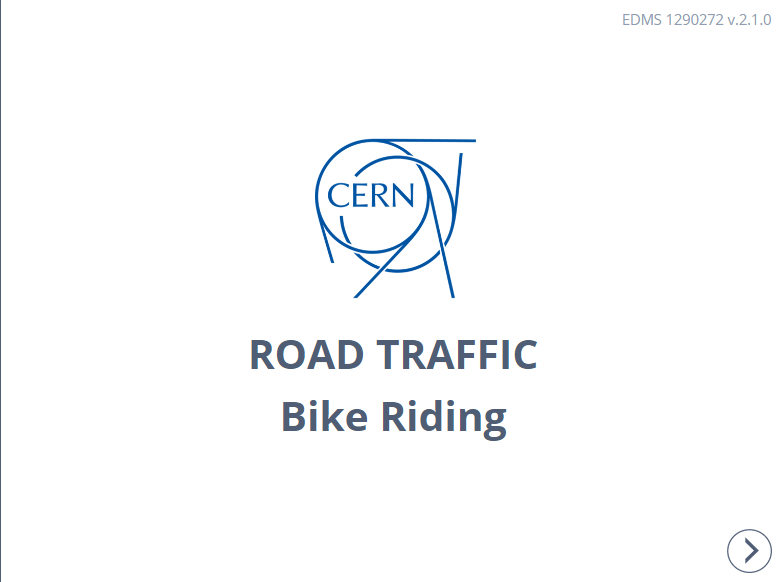 EDMS 1290272 v.2.1.0
CERN
ROAD TRAFFIC
Bike Riding